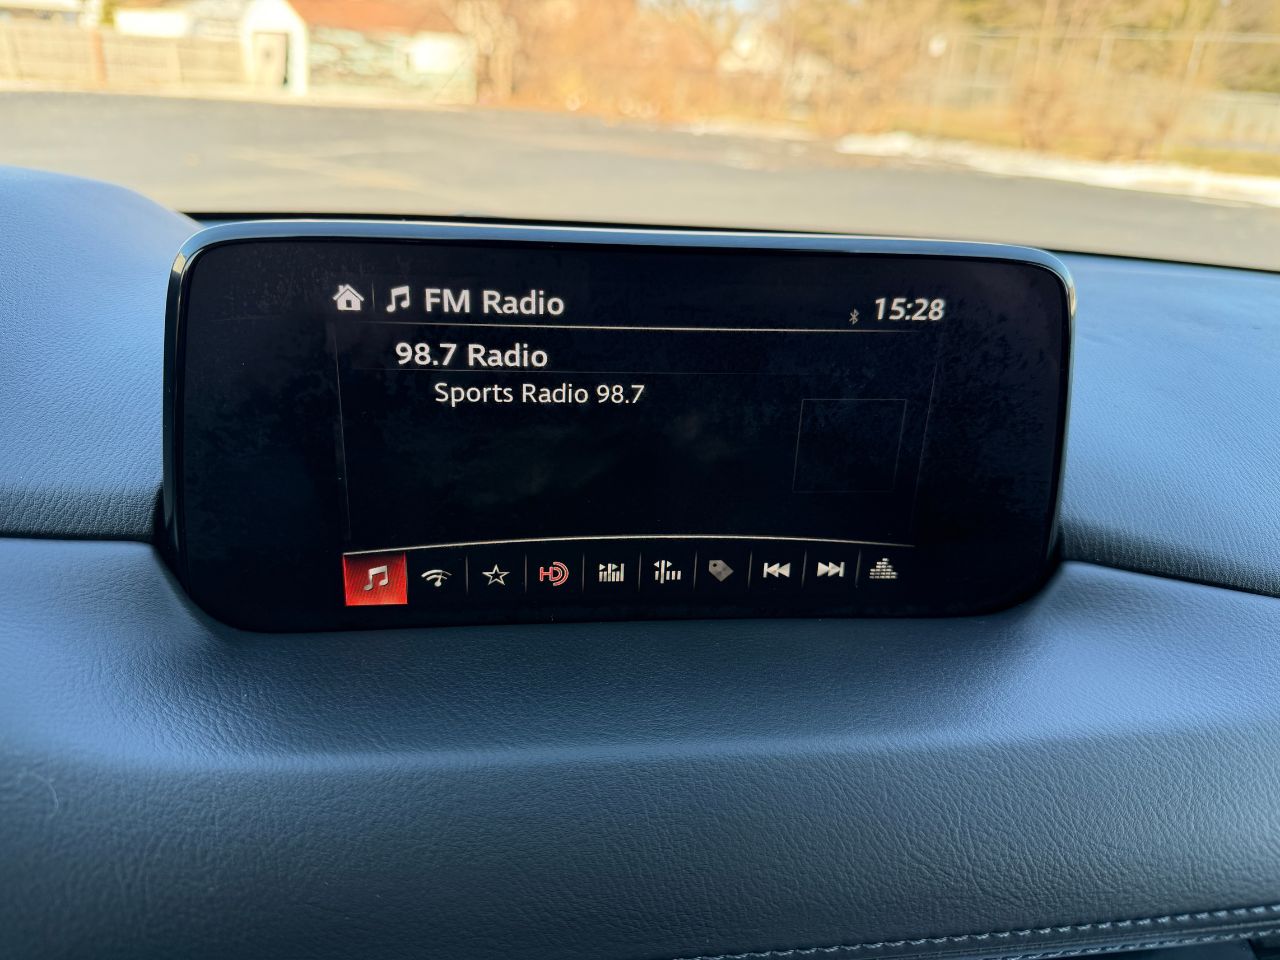 FM Radio
15:28
98.7 Radio
Sports Radio 98.7
HD